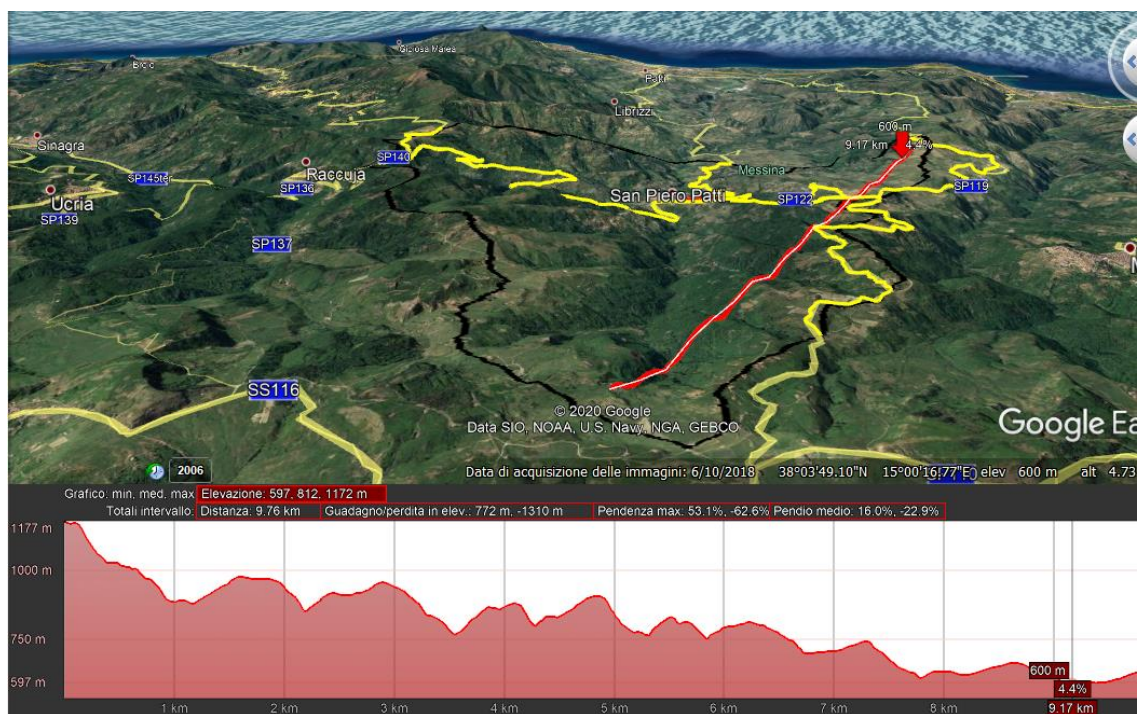 Gioiosa Marea
Brolo
Patti
Librizzi
600 m
9.17 km 4.4%
Sinagra
SP140
Messina
Raccuja
SP145ter
SP136
SP119
Ucria
San Piero Patti
SP122
SP139
SP137
M
SS116
© 2020 Google
Data SIO, NOAA, U.S. Navy, NGA, GEBCO
Google Ea
2006
Data di acquisizione delle immagini: 6/10/2018 38°03'49.10"N 15°00'16.77"E elev 600 m alt 4.73
Grafico: min. med. max Elevazione: 597, 812, 1172 m
Totali intervallo: Distanza: 9.76 km Guadagno/perdita in elev.: 772 m, -1310 m Pendenza max: 53.1%, -62.6% Pendio medio: 16.0%, -22.9%
1177 m
1000 m
750 m
600 m
597 m
4.4%
1 km 2 km 3 km 4 km 5 km 6 km 7 km 8 km 9.17 km